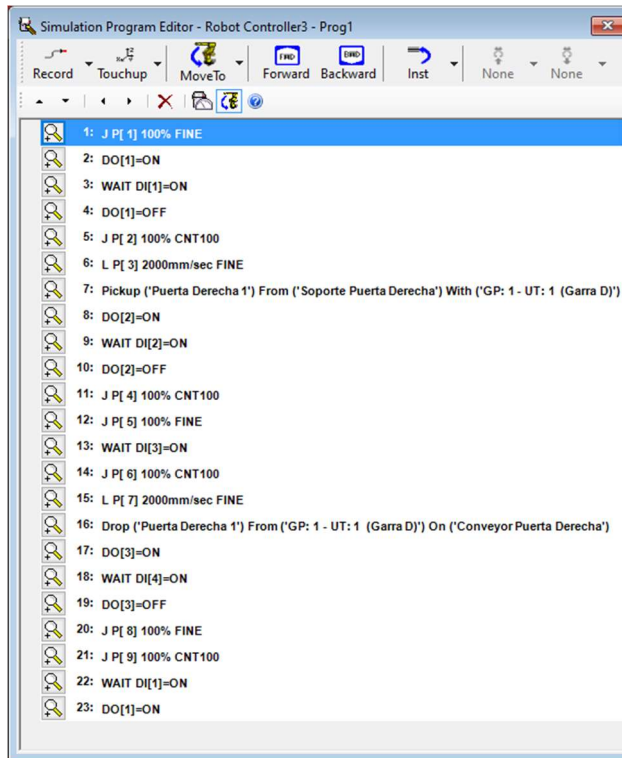 Simulation Program Editor - Robot Controller3 - Prog1
Record Touchup MoveTo FWD Forward BWD Backward Inst None None
1: J P[ 1] 100% FINE
2: DO[1]=ON
3: WAIT DI[1]=ON
4: DO[1]=OFF
5: J P[ 2] 100% CNT100
6: L P[ 3] 2000mm/sec FINE
7: Pickup ('Puerta Derecha 1') From ('Soporte Puerta Derecha') With ('GP: 1 - UT: 1 (Garra D)')
8: DO[2]=ON
9: WAIT DI[2]=ON
10: DO[2]=OFF
11: J P[ 4] 100% CNT100
12: J P[ 5] 100% FINE
13: WAIT DI[3]=ON
14: J P[ 6] 100% CNT100
15: L P[ 7] 2000mm/sec FINE
16: Drop ('Puerta Derecha 1') From ('GP: 1 - UT: 1 (Garra D)') On ('Conveyor Puerta Derecha')
17: DO[3]=ON
18: WAIT DI[4]=ON
19: DO[3]=OFF
20: J P[ 8] 100% FINE
21: J P[ 9] 100% CNT100
22: WAIT DI[1]=ON
23: DO[1]=ON